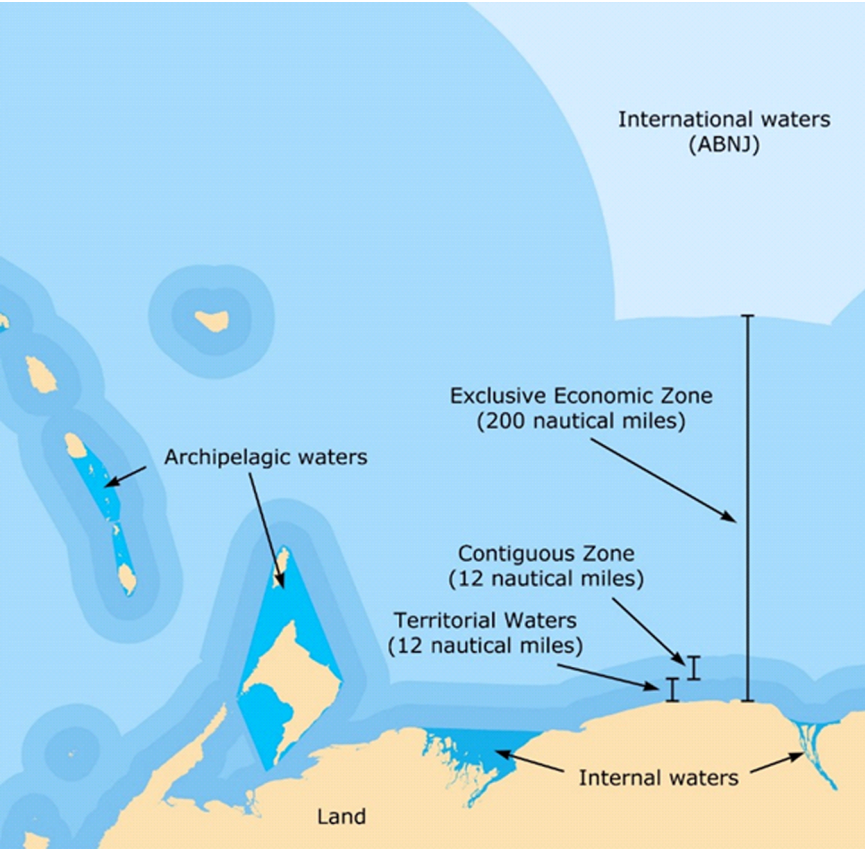 International waters
(ABNJ)
Exclusive Economic Zone
(200 nautical miles)
Archipelagic waters
Contiguous Zone
(12 nautical miles)
Territorial Waters
(12 nautical miles)
Internal waters
Land